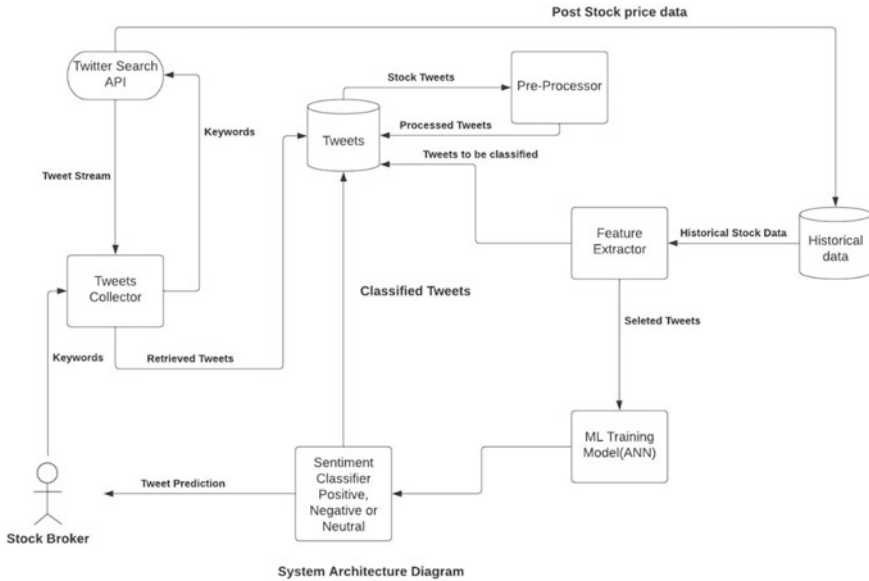 Post Stock price data
Twitter Search
API
Stock Tweets
Pre-Processor
Keywords
Tweets
Processed Tweets
Tweets to be classified
Tweet Stream
Feature
Extractor
Historical Stock Data
Historical
data
Tweets
Collector
Classified Tweets
Seleted Tweets
Keywords
Retrieved Tweets
ML Training
Model(ANN)
Sentiment
Classifier
Positive,
Negative or
Neutral
Tweet Prediction
Stock Broker
System Architecture Diagram